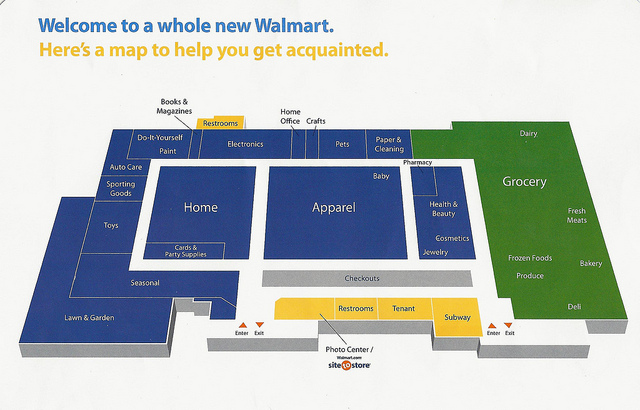 Welcome to a whole new Walmart.
Here's a map to help you get acquainted.
Books &
Magazines
Restrooms
Home
Office
Crafts
Do-It-Yourself
Paint
Electronics
Pets
Paper &
Cleaning
Dairy
Auto Care
Pharmacy
Baby
Grocery
Sporting
Goods
Home
Apparel
Health &
Beauty
Fresh
Meats
Toys
Cosmetics
Cards &
Party Supplies
Jewelry
Frozen Foods
Bakery
Produce
Seasonal
Checkouts
Lawn & Garden
Restrooms
Tenant
Subway
Deli
Enter Exit
Enter Exit
Photo Center /
Walmart.com
site to store